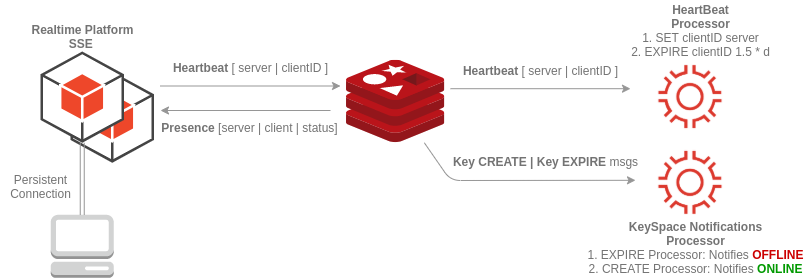 Realtime Platform
SSE
Heartbeat [ server | clientID ]
Presence [server | client | status]
Persistent
Connection
Heartbeat [ server | clientID ]
Key CREATE | Key EXPIRE msgs
HeartBeat
Processor
1. SET clientID server
2. EXPIRE clientID 1.5 * d
KeySpace Notifications
Processor
1. EXPIRE Processor: Notifies OFFLINE
2. CREATE Processor: Notifies ONLINE